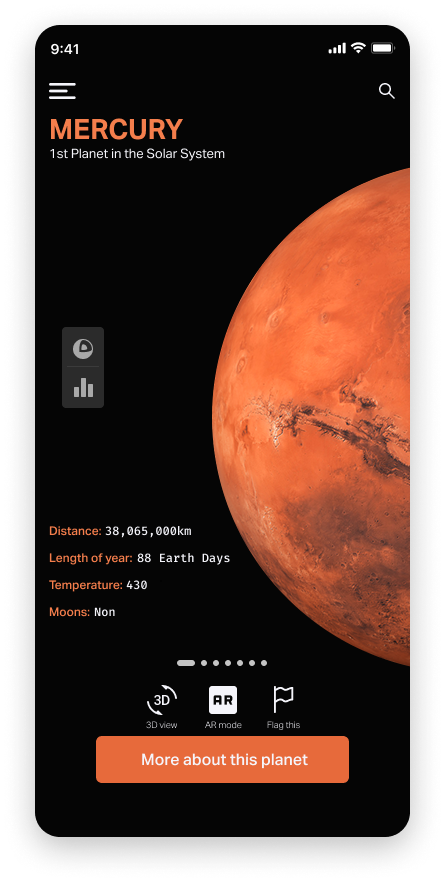 9:41
MERCURY
1st Planet in the Solar System
Distance: 38,065,000km
Length of year: 88 Earth Days
Temperature: 430
Moons: Non
3D
AR
3D view
AR mode
Flag this
More about this planet